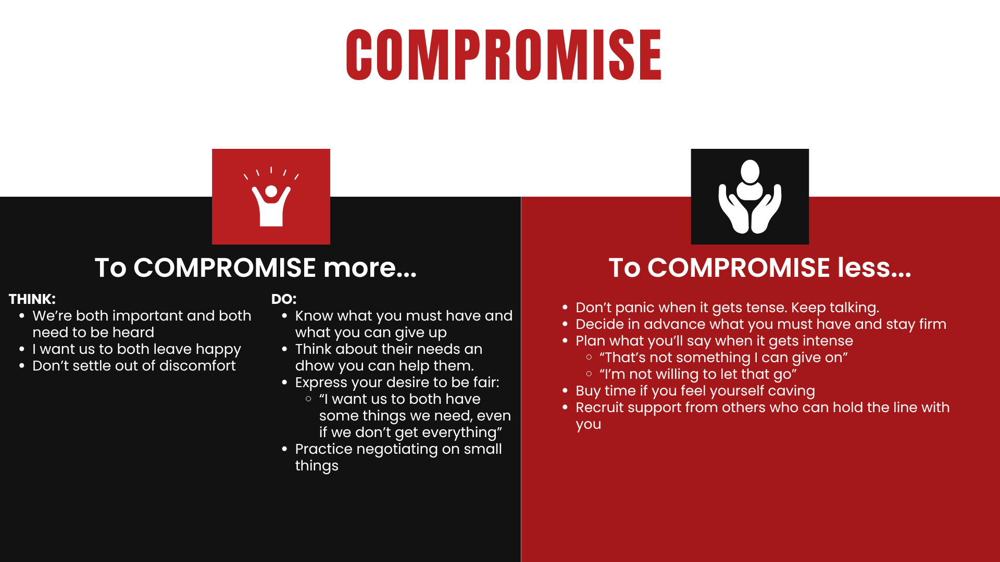 COMPROMISE
To COMPROMISE more...
THINK:
• We’re both important and both
need to be heard
• I want us to both leave happy
• Don’t settle out of discomfort
DO:
• Know what you must have and
what you can give up
• Think about their needs an
dhow you can help them.
• Express your desire to be fair:
○ “I want us to both have
some things we need, even
if we don’t get everything”
• Practice negotiating on small
things
To COMPROMISE less...
• Don’t panic when it gets tense. Keep talking.
• Decide in advance what you must have and stay firm
• Plan what you’ll say when it gets intense
○ “That’s not something I can give on”
○ “I’m not willing to let that go”
• Buy time if you feel yourself caving
• Recruit support from others who can hold the line with
you